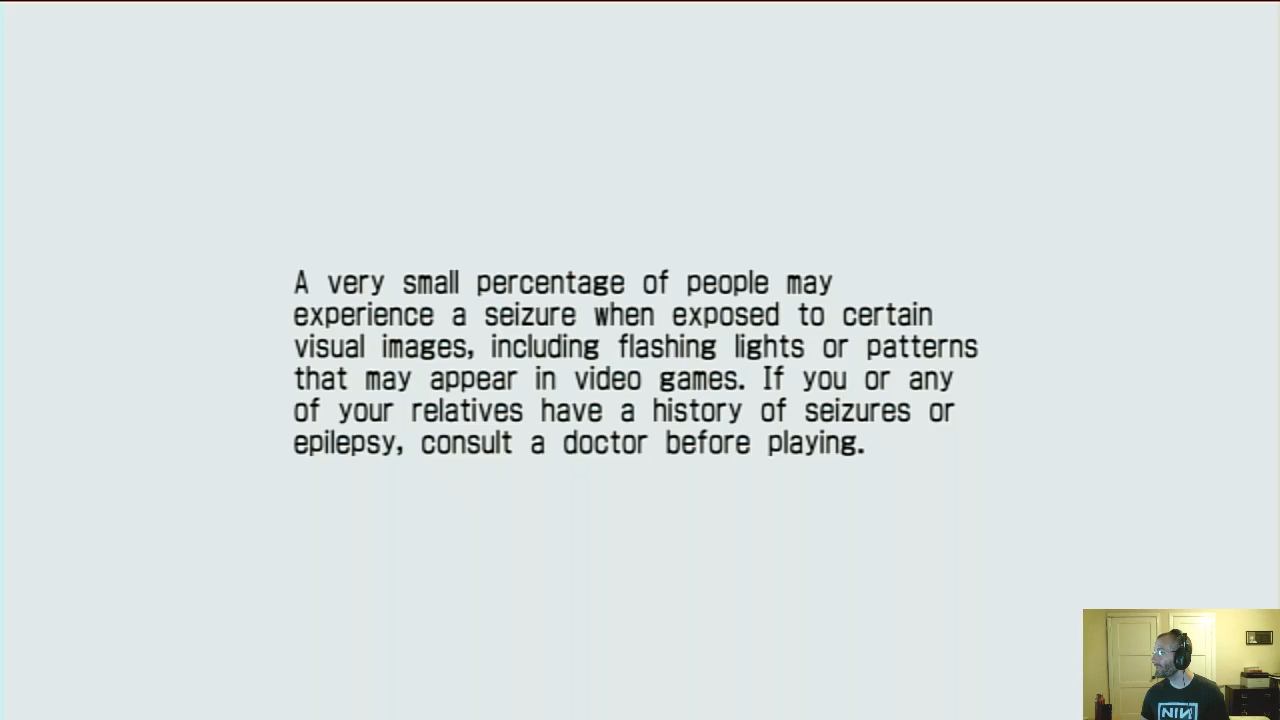 A very small percentage of people may
experience a seizure when exposed to certain
visual images, including flashing lights or patterns
that may appear in video games. If you or any
of your relatives have a history of seizures or
epilepsy, consult a doctor before playing.
NIN